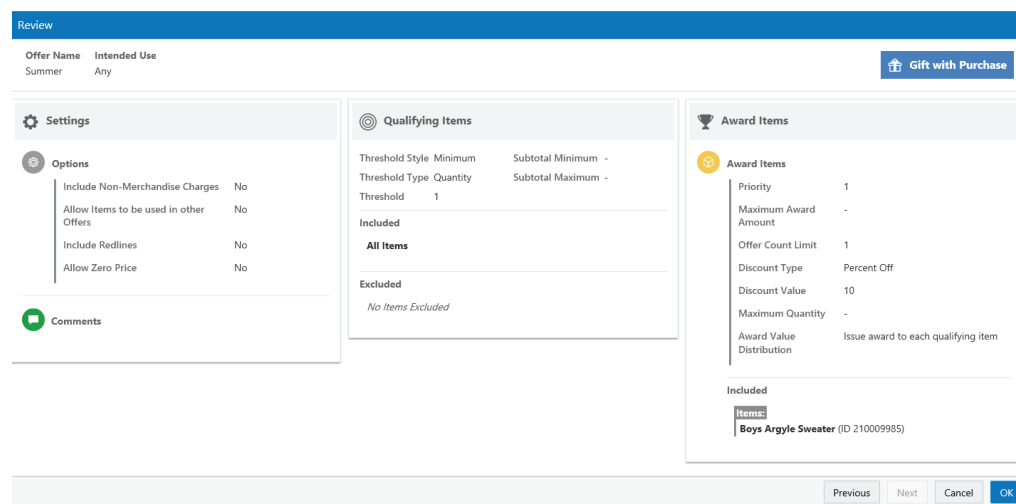 Review
Offer Name Intended Use
Summer Any
Gift with Purchase
Settings
Options
Include Non-Merchandise Charges No
Allow Items to be used in other No
Offers
Include Redlines No
Allow Zero Price No
Comments
Qualifying Items
Threshold Style Minimum Subtotal Minimum -
Threshold Type Quantity Subtotal Maximum -
Threshold 1
Included
All Items
Excluded
No Items Excluded
Award Items
Award Items
Priority 1
Maximum Award -
Amount
Offer Count Limit 1
Discount Type Percent Off
Discount Value 10
Maximum Quantity -
Award Value Issue award to each qualifying item
Distribution
Included
Items:
Boys Argyle Sweater (ID 210009985)
Previous Next Cancel OK